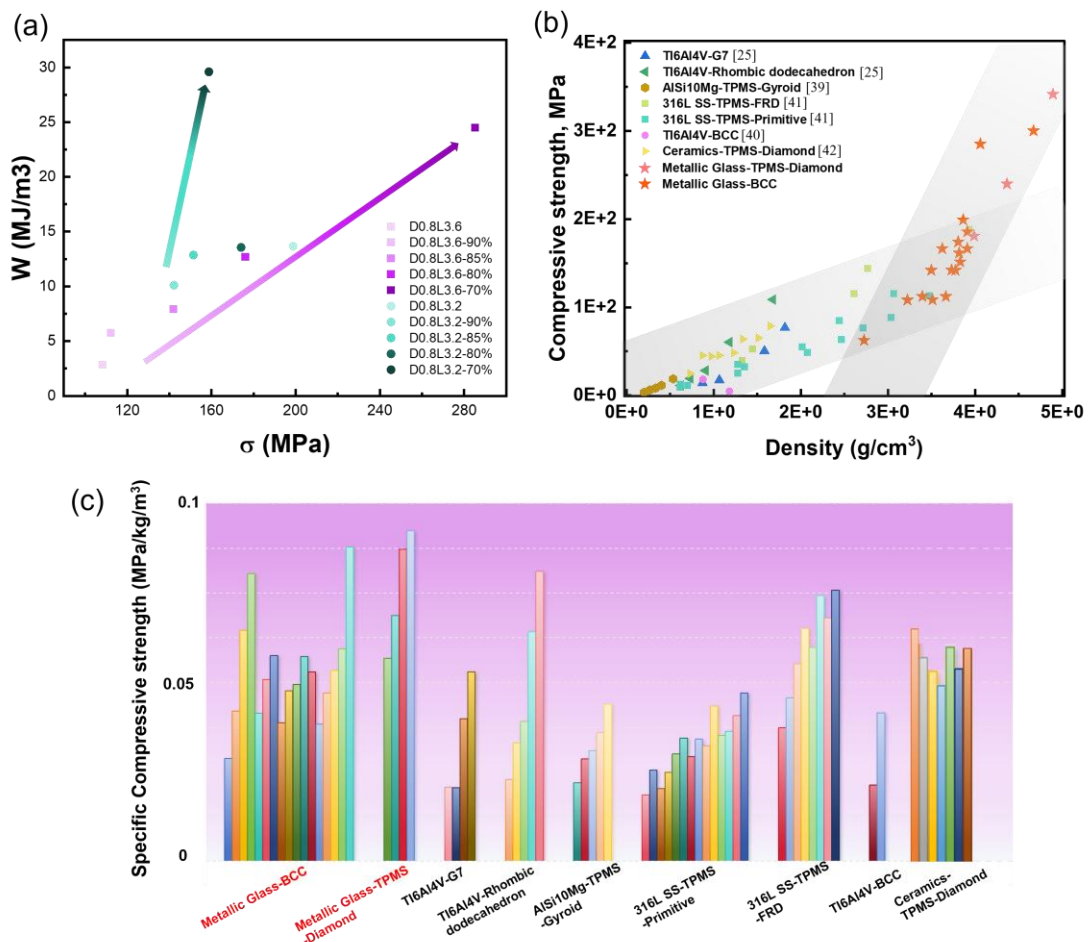 (a)
W (MJ/m3)
30
25
20
15
10
5
0
120
160
200
240
280
σ (MPa)
D0.8L3.6
D0.8L3.6-90%
D0.8L3.6-85%
D0.8L3.6-80%
D0.8L3.6-70%
D0.8L3.2
D0.8L3.2-90%
D0.8L3.2-85%
D0.8L3.2-80%
D0.8L3.2-70%
(b)
Compressive strength, MPa
4E+2
3E+2
2E+2
1E+2
0E+0
0E+0
1E+0
2E+0
3E+0
4E+0
5E+0
Density (g/cm³)
TI6Al4V-G7 [25]
TI6Al4V-Rhombic dodecahedron [25]
AlSi10Mg-TPMS-Gyroid [39]
316L SS-TPMS-FRD [41]
316L SS-TPMS-Primitive [41]
TI6Al4V-BCC [40]
Ceramics-TPMS-Diamond [42]
Metallic Glass-TPMS-Diamond
Metallic Glass-BCC
(c)
Specific Compressive strength (MPa/kg/m³)
0.1
0.05
0
Metallic Glass-BCC
Metallic Glass-TPMS
-Diamond
TI6Al4V-G7
TI6Al4V-Rhombic
dodecahedron
AlSi10Mg-TPMS
-Gyroid
316L SS-TPMS
-Primitive
316L SS-TPMS
-FRD
TI6Al4V-BCC
Ceramics-
TPMS-Diamond